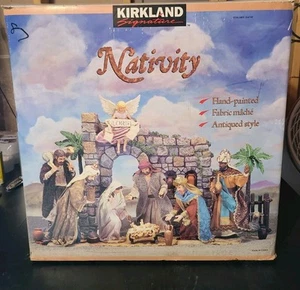 KIRKLAND
Signature
Nativity
Hand-painted
Fabric mâché
Antiqued style
GLORIA